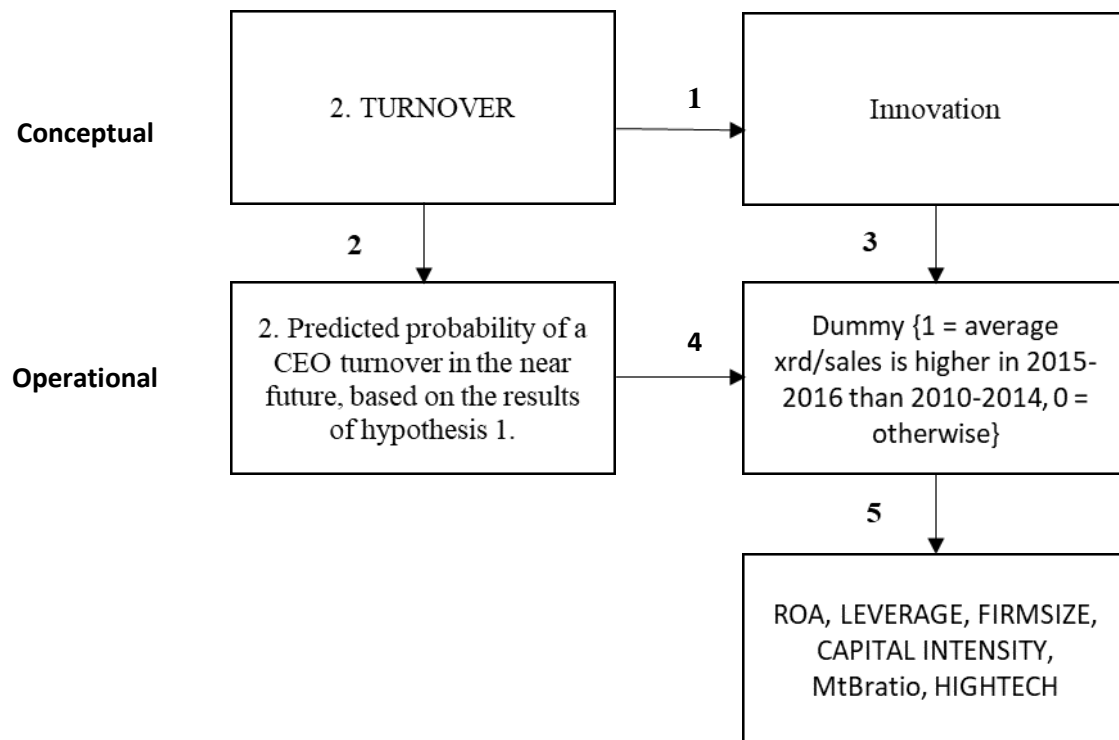 2. TURNOVER
1
Innovation
Conceptual
2
3
2. Predicted probability of a
CEO turnover in the near
future, based on the results
of hypothesis 1.
4
Dummy {1 = average
xrd/sales is higher in 2015-
2016 than 2010-2014, 0 =
otherwise}
Operational
5
ROA, LEVERAGE, FIRMSIZE,
CAPITAL INTENSITY,
MtBratio, HIGHTECH